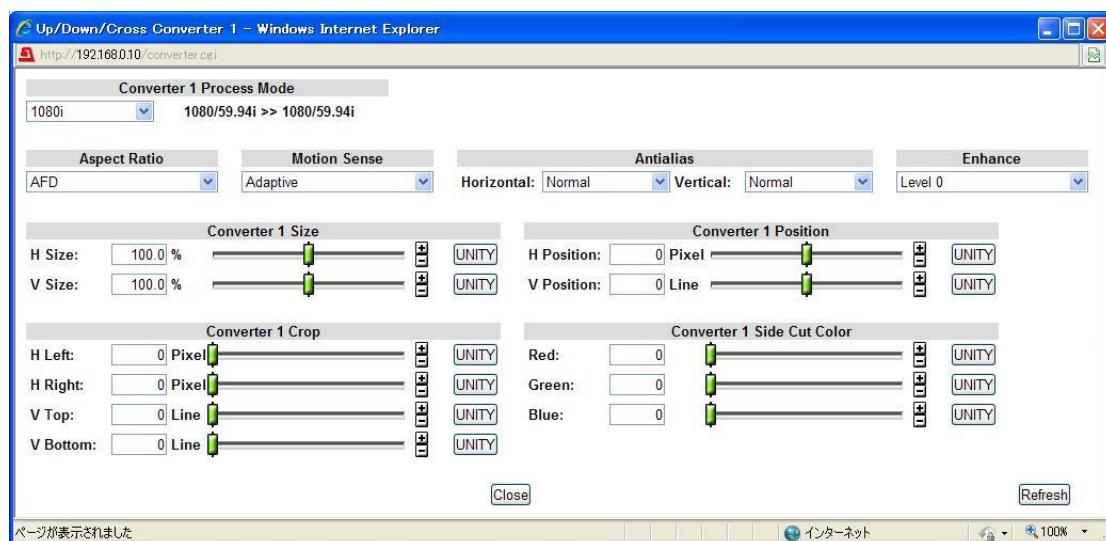 Up/Down/Cross Converter 1 - Windows Internet Explorer
http://192.168.0.10/converter.cgi
Converter 1 Process Mode
1080i 1080/59.94i >> 1080/59.94i
Aspect Ratio Motion Sense Antialias Enhance
AFD Adaptive Horizontal: Normal Vertical: Normal Level 0
Converter 1 Size Converter 1 Position
H Size: 100.0 % UNITY H Position: 0 Pixel UNITY
V Size: 100.0 % UNITY V Position: 0 Line UNITY
Converter 1 Crop Converter 1 Side Cut Color
H Left: 0 Pixel UNITY Red: 0 UNITY
H Right: 0 Pixel UNITY Green: 0 UNITY
V Top: 0 Line UNITY Blue: 0 UNITY
V Bottom: 0 Line UNITY
Close Refresh
ページが表示されました インターネット 100%